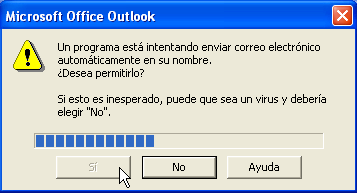 Microsoft Office Outlook
Un programa está intentando enviar correo electrónico
automáticamente en su nombre.
¿Desea permitirlo?
Si esto es inesperado, puede que sea un virus y debería
elegir "No".
Sí
No
Ayuda